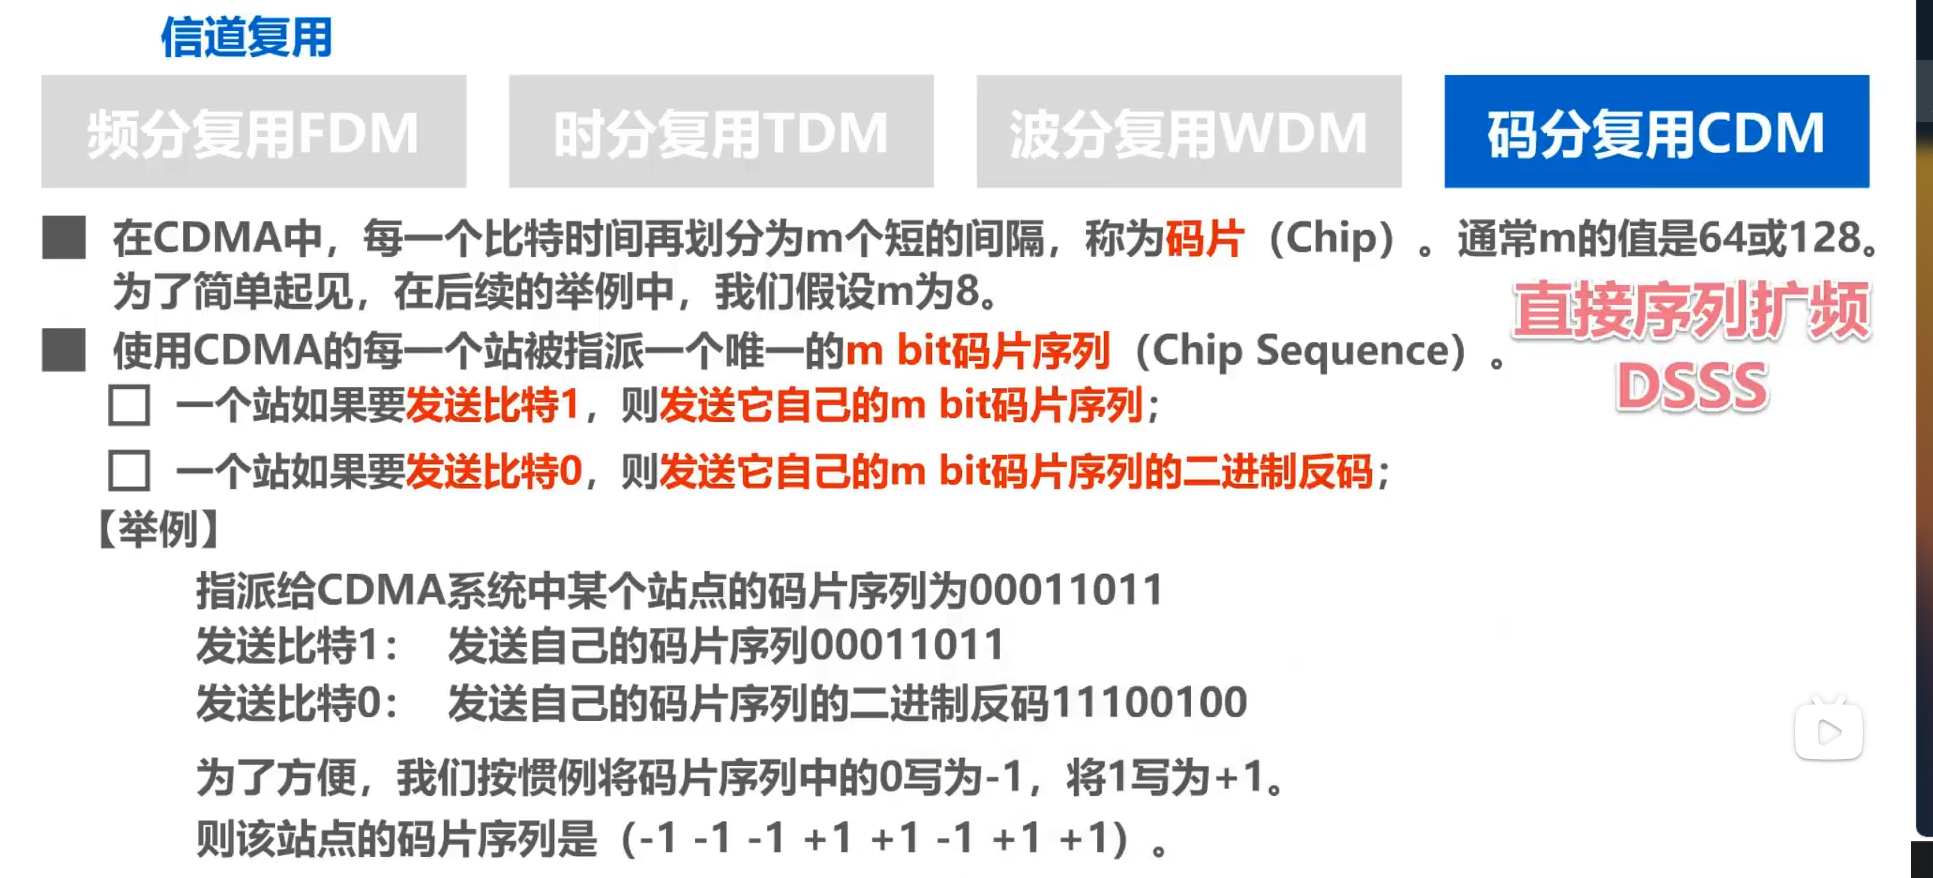 信道复用
频分复用FDM
时分复用TDM
波分复用WDM
码分复用CDM
在CDMA中，每一个比特时间再划分为m个短的间隔，称为码片（Chip）。通常m的值是64或128。
为了简单起见，在后续的举例中，我们假设m为8。
直接序列扩频
DSSS
使用CDMA的每一个站被指派一个唯一的m bit码片序列（Chip Sequence）。
一个站如果要发送比特1，则发送它自己的m bit码片序列；
一个站如果要发送比特0，则发送它自己的m bit码片序列的二进制反码；
【举例】
指派给CDMA系统中某个站点的码片序列为00011011
发送比特1： 发送自己的码片序列00011011
发送比特0： 发送自己的码片序列的二进制反码11100100
为了方便，我们按惯例将码片序列中的0写为-1，将1写为+1。
则该站点的码片序列是（-1 -1 -1 +1 +1 -1 +1 +1）。